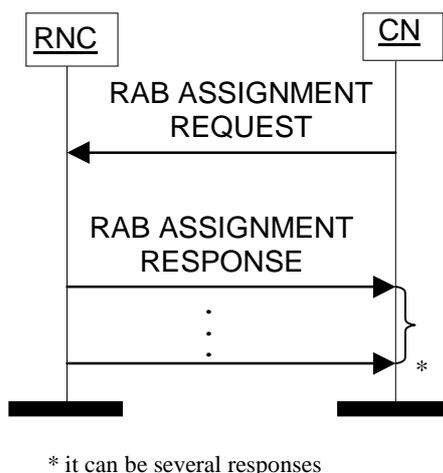 RNC
CN
RAB ASSIGNMENT
REQUEST
RAB ASSIGNMENT
RESPONSE
*
* it can be several responses